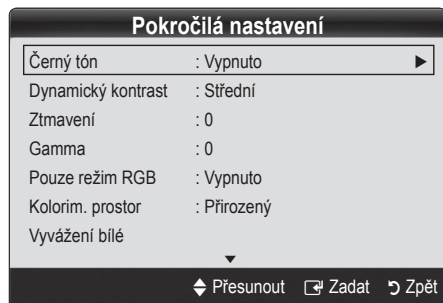 Pokročilá nastavení
Černý tón : Vypnuto
Dynamický kontrast : Střední
Ztmavení : 0
Gamma : 0
Pouze režim RGB : Vypnuto
Kolorim. prostor : Přirozený
Vyvážení bílé
Přesunout Zadat Zpět